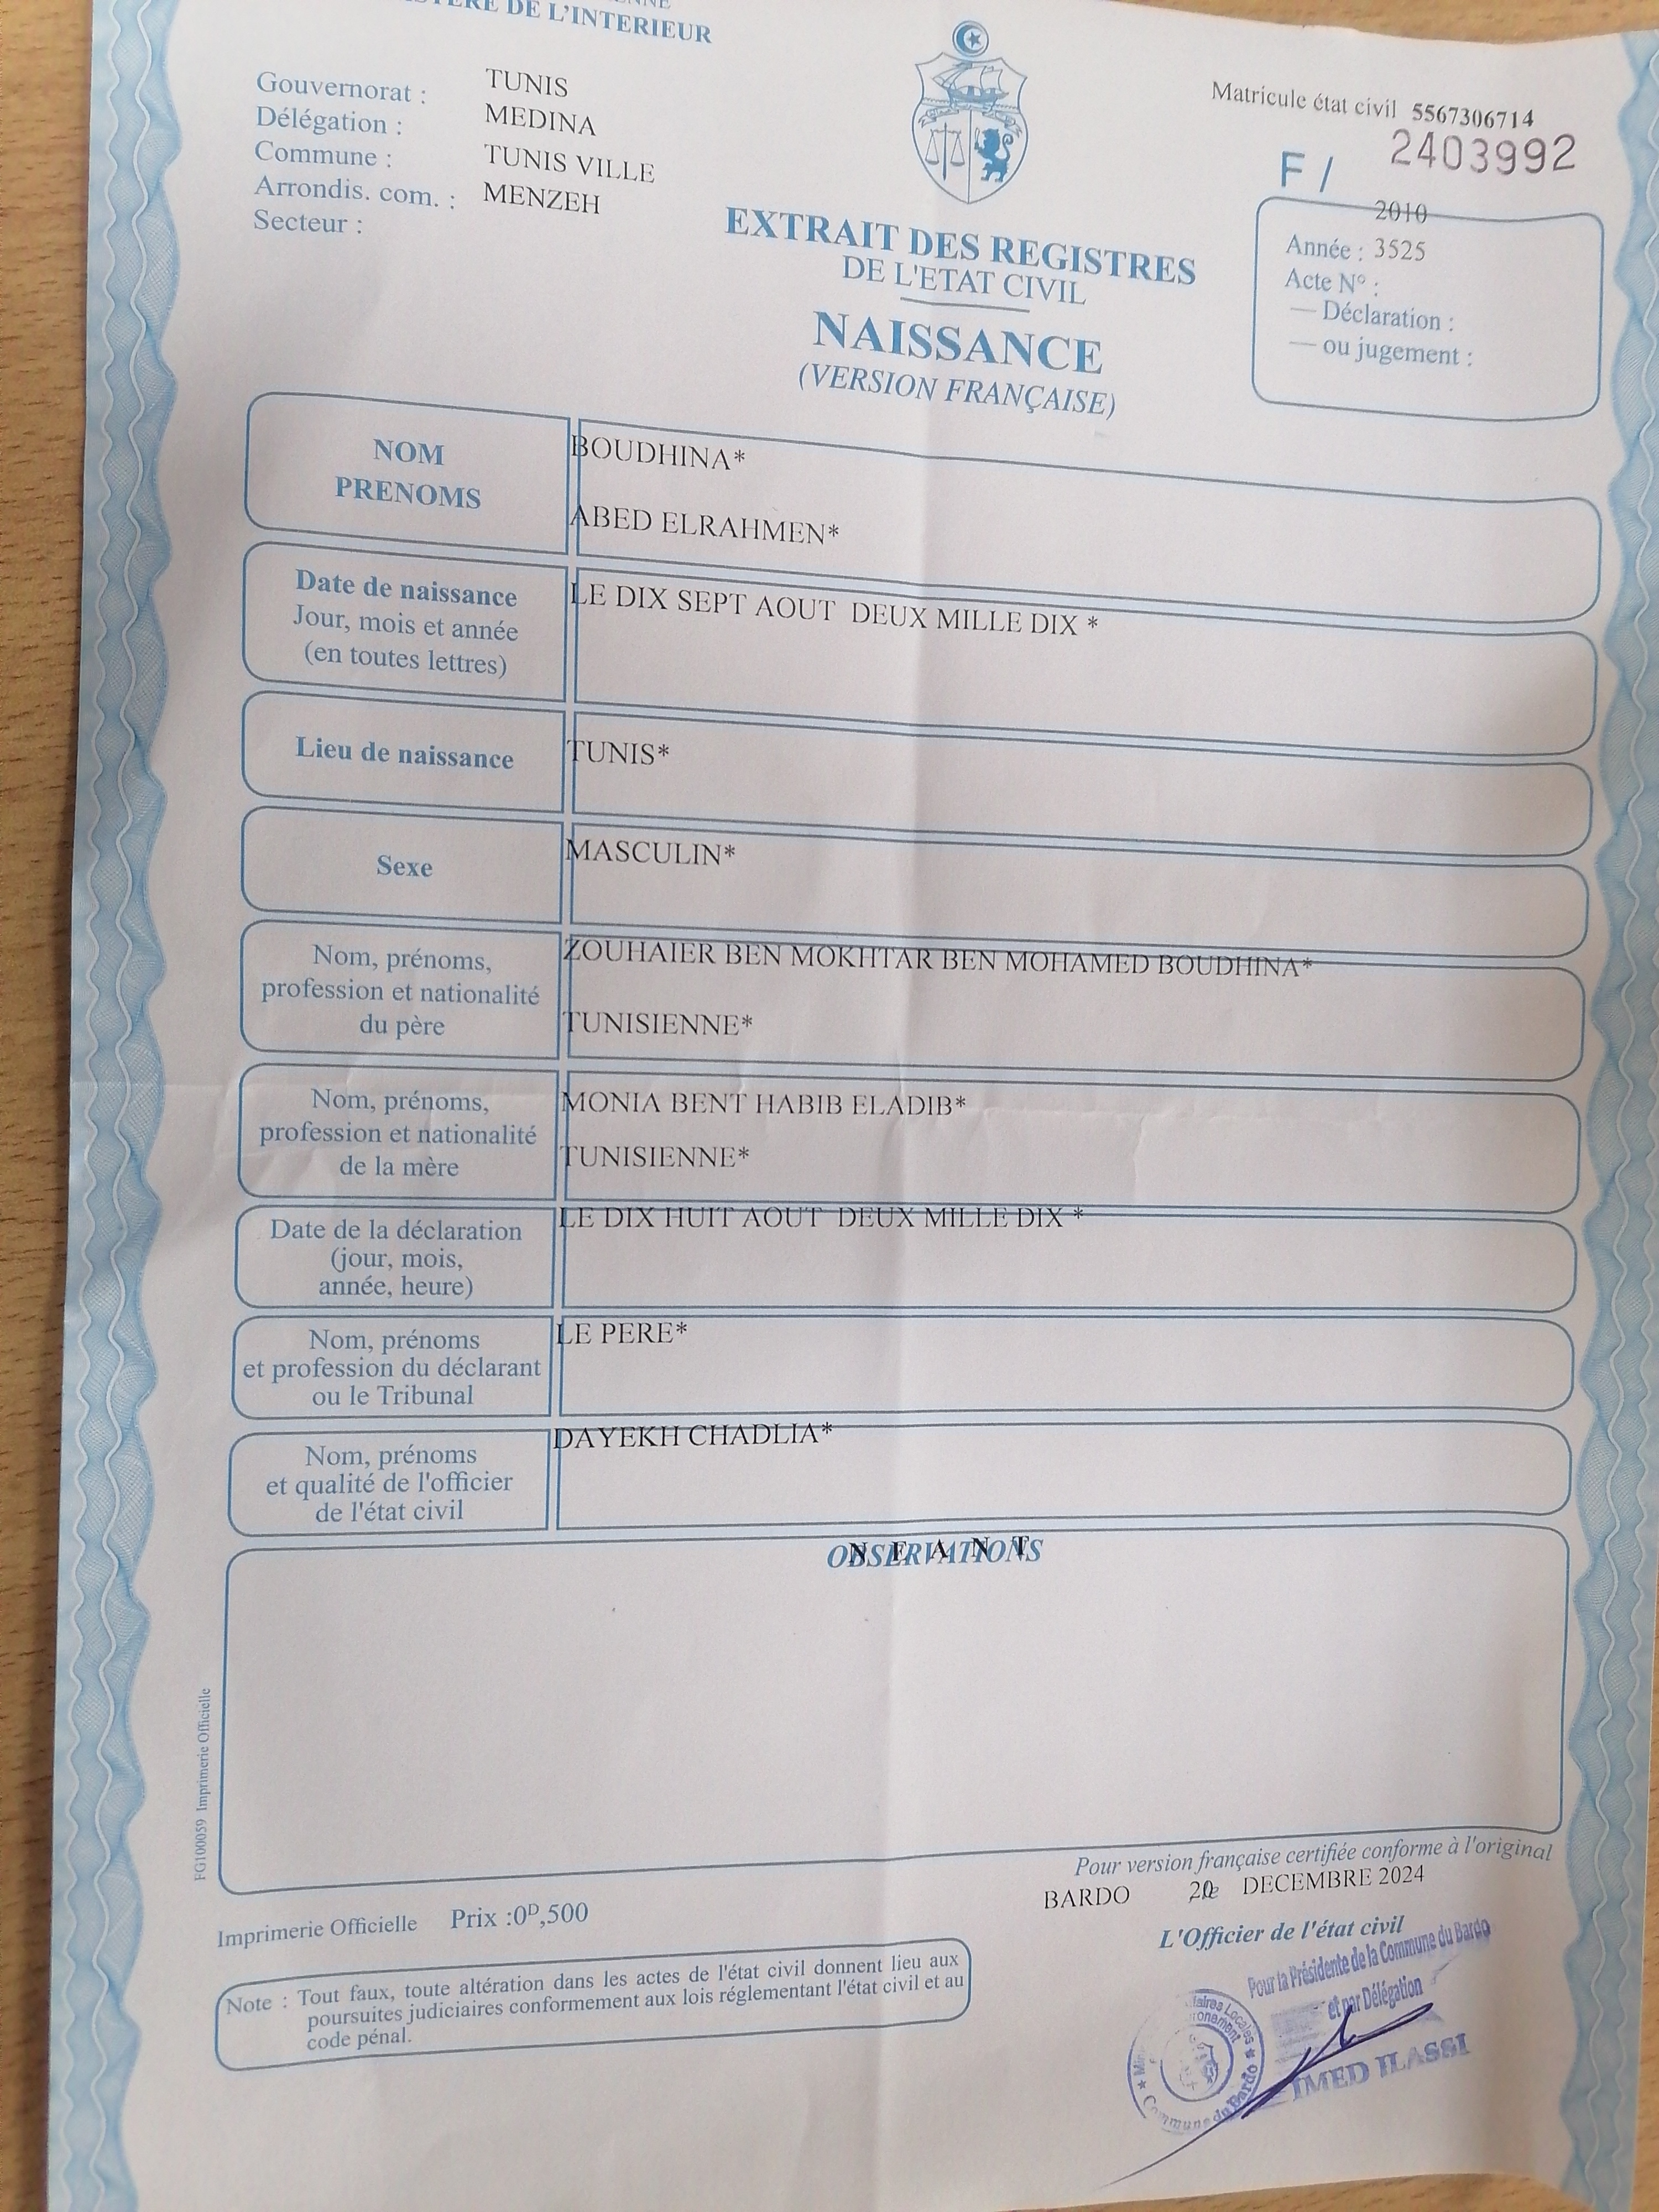 DE L'INTERIEUR
Gouvernorat : TUNIS
Délégation : MEDINA
Commune : TUNIS VILLE
Arrondis. com. : MENZEH
Secteur :
Matricule état civil 5567306714
F / 2403992
2010
Année : 3525
Acte N° :
— Déclaration :
— ou jugement :
EXTRAIT DES REGISTRES
DE L'ETAT CIVIL
NAISSANCE
(VERSION FRANÇAISE)
NOM BOUDHINA*
PRENOMS ABED ELRAHMEN*
Date de naissance LE DIX SEPT AOUT DEUX MILLE DIX *
Jour, mois et année
(en toutes lettres)
Lieu de naissance TUNIS*
Sexe MASCULIN*
Nom, prénoms, ZOUHAIER BEN MOKHTAR BEN MOHAMED BOUDHINA*
profession et nationalité
du père TUNISIENNE*
Nom, prénoms, MONIA BENT HABIB ELADIB*
profession et nationalité
de la mère TUNISIENNE*
Date de la déclaration LE DIX HUIT AOUT DEUX MILLE DIX *
(jour, mois,
année, heure)
Nom, prénoms LE PERE*
et profession du déclarant
ou le Tribunal
Nom, prénoms DAYEKH CHADLIA*
et qualité de l'officier
de l'état civil
OBSERVATIONS
N E A N T
FG100059 Imprimerie Officielle
Pour version française certifiée conforme à l'original
BARDO le 20 DECEMBRE 2024
L'Officier de l'état civil
Imprimerie Officielle Prix :0D,500
Note : Tout faux, toute altération dans les actes de l'état civil donnent lieu aux
poursuites judiciaires conformement aux lois réglementant l'état civil et au
code pénal.
Pour la Présidente de la Commune du Bardo
et par Délégation
IMED ILASSI
Commune du Bardo